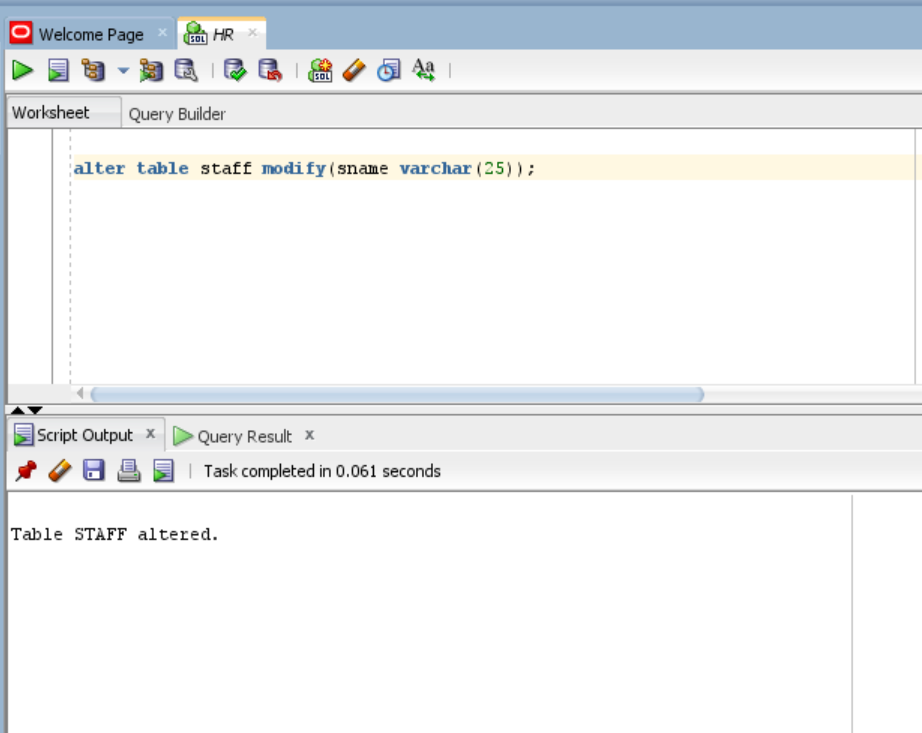 Welcome Page
HR
Worksheet
Query Builder
alter table staff modify(sname varchar(25));
Script Output
Query Result
Task completed in 0.061 seconds
Table STAFF altered.